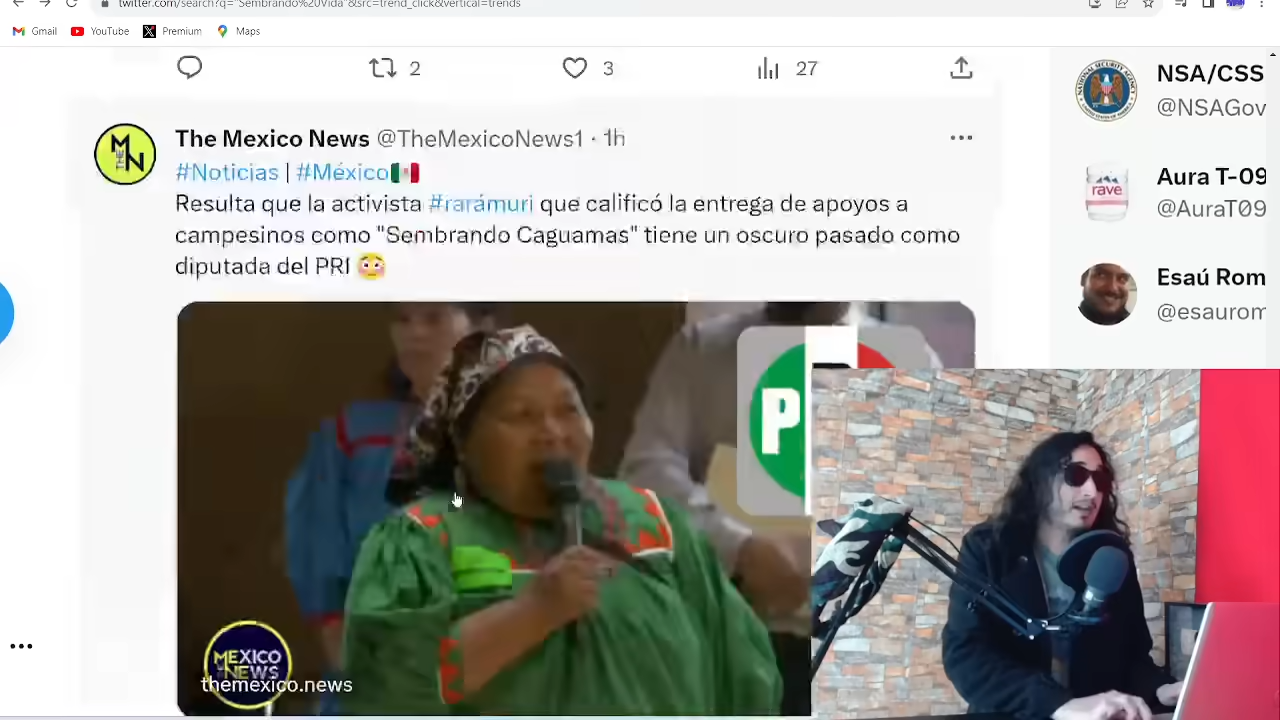 twitter.com/search?q="Sembrando%20Vida"&src=trend_click&vertical=trends
Gmail YouTube Premium Maps
2 3 27
The Mexico News @TheMexicoNews1 · 1h
#Noticias | #México
Resulta que la activista #rarámuri que calificó la entrega de apoyos a
campesinos como "Sembrando Caguamas" tiene un oscuro pasado como
diputada del PRI
THE MN
P
MEXICO
NEWS
themexico.news
NSA/CSS
@NSAGov
rave
Aura T-09
@AuraT09
Esaú Rom
@esaurom